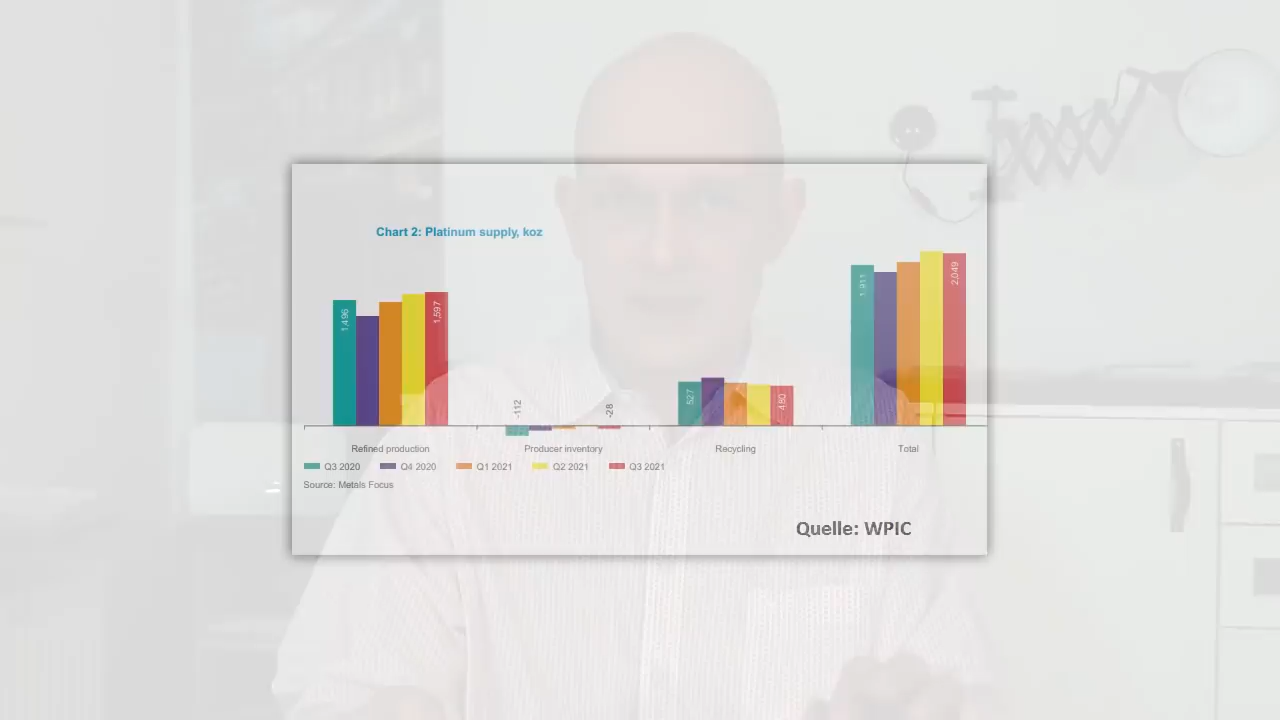 Chart 2: Platinum supply, koz
1,496
1,597
-112
-28
527
480
1,911
2,049
Refined production
Producer inventory
Recycling
Total
Q3 2020
Q4 2020
Q1 2021
Q2 2021
Q3 2021
Source: Metals Focus
Quelle: WPIC